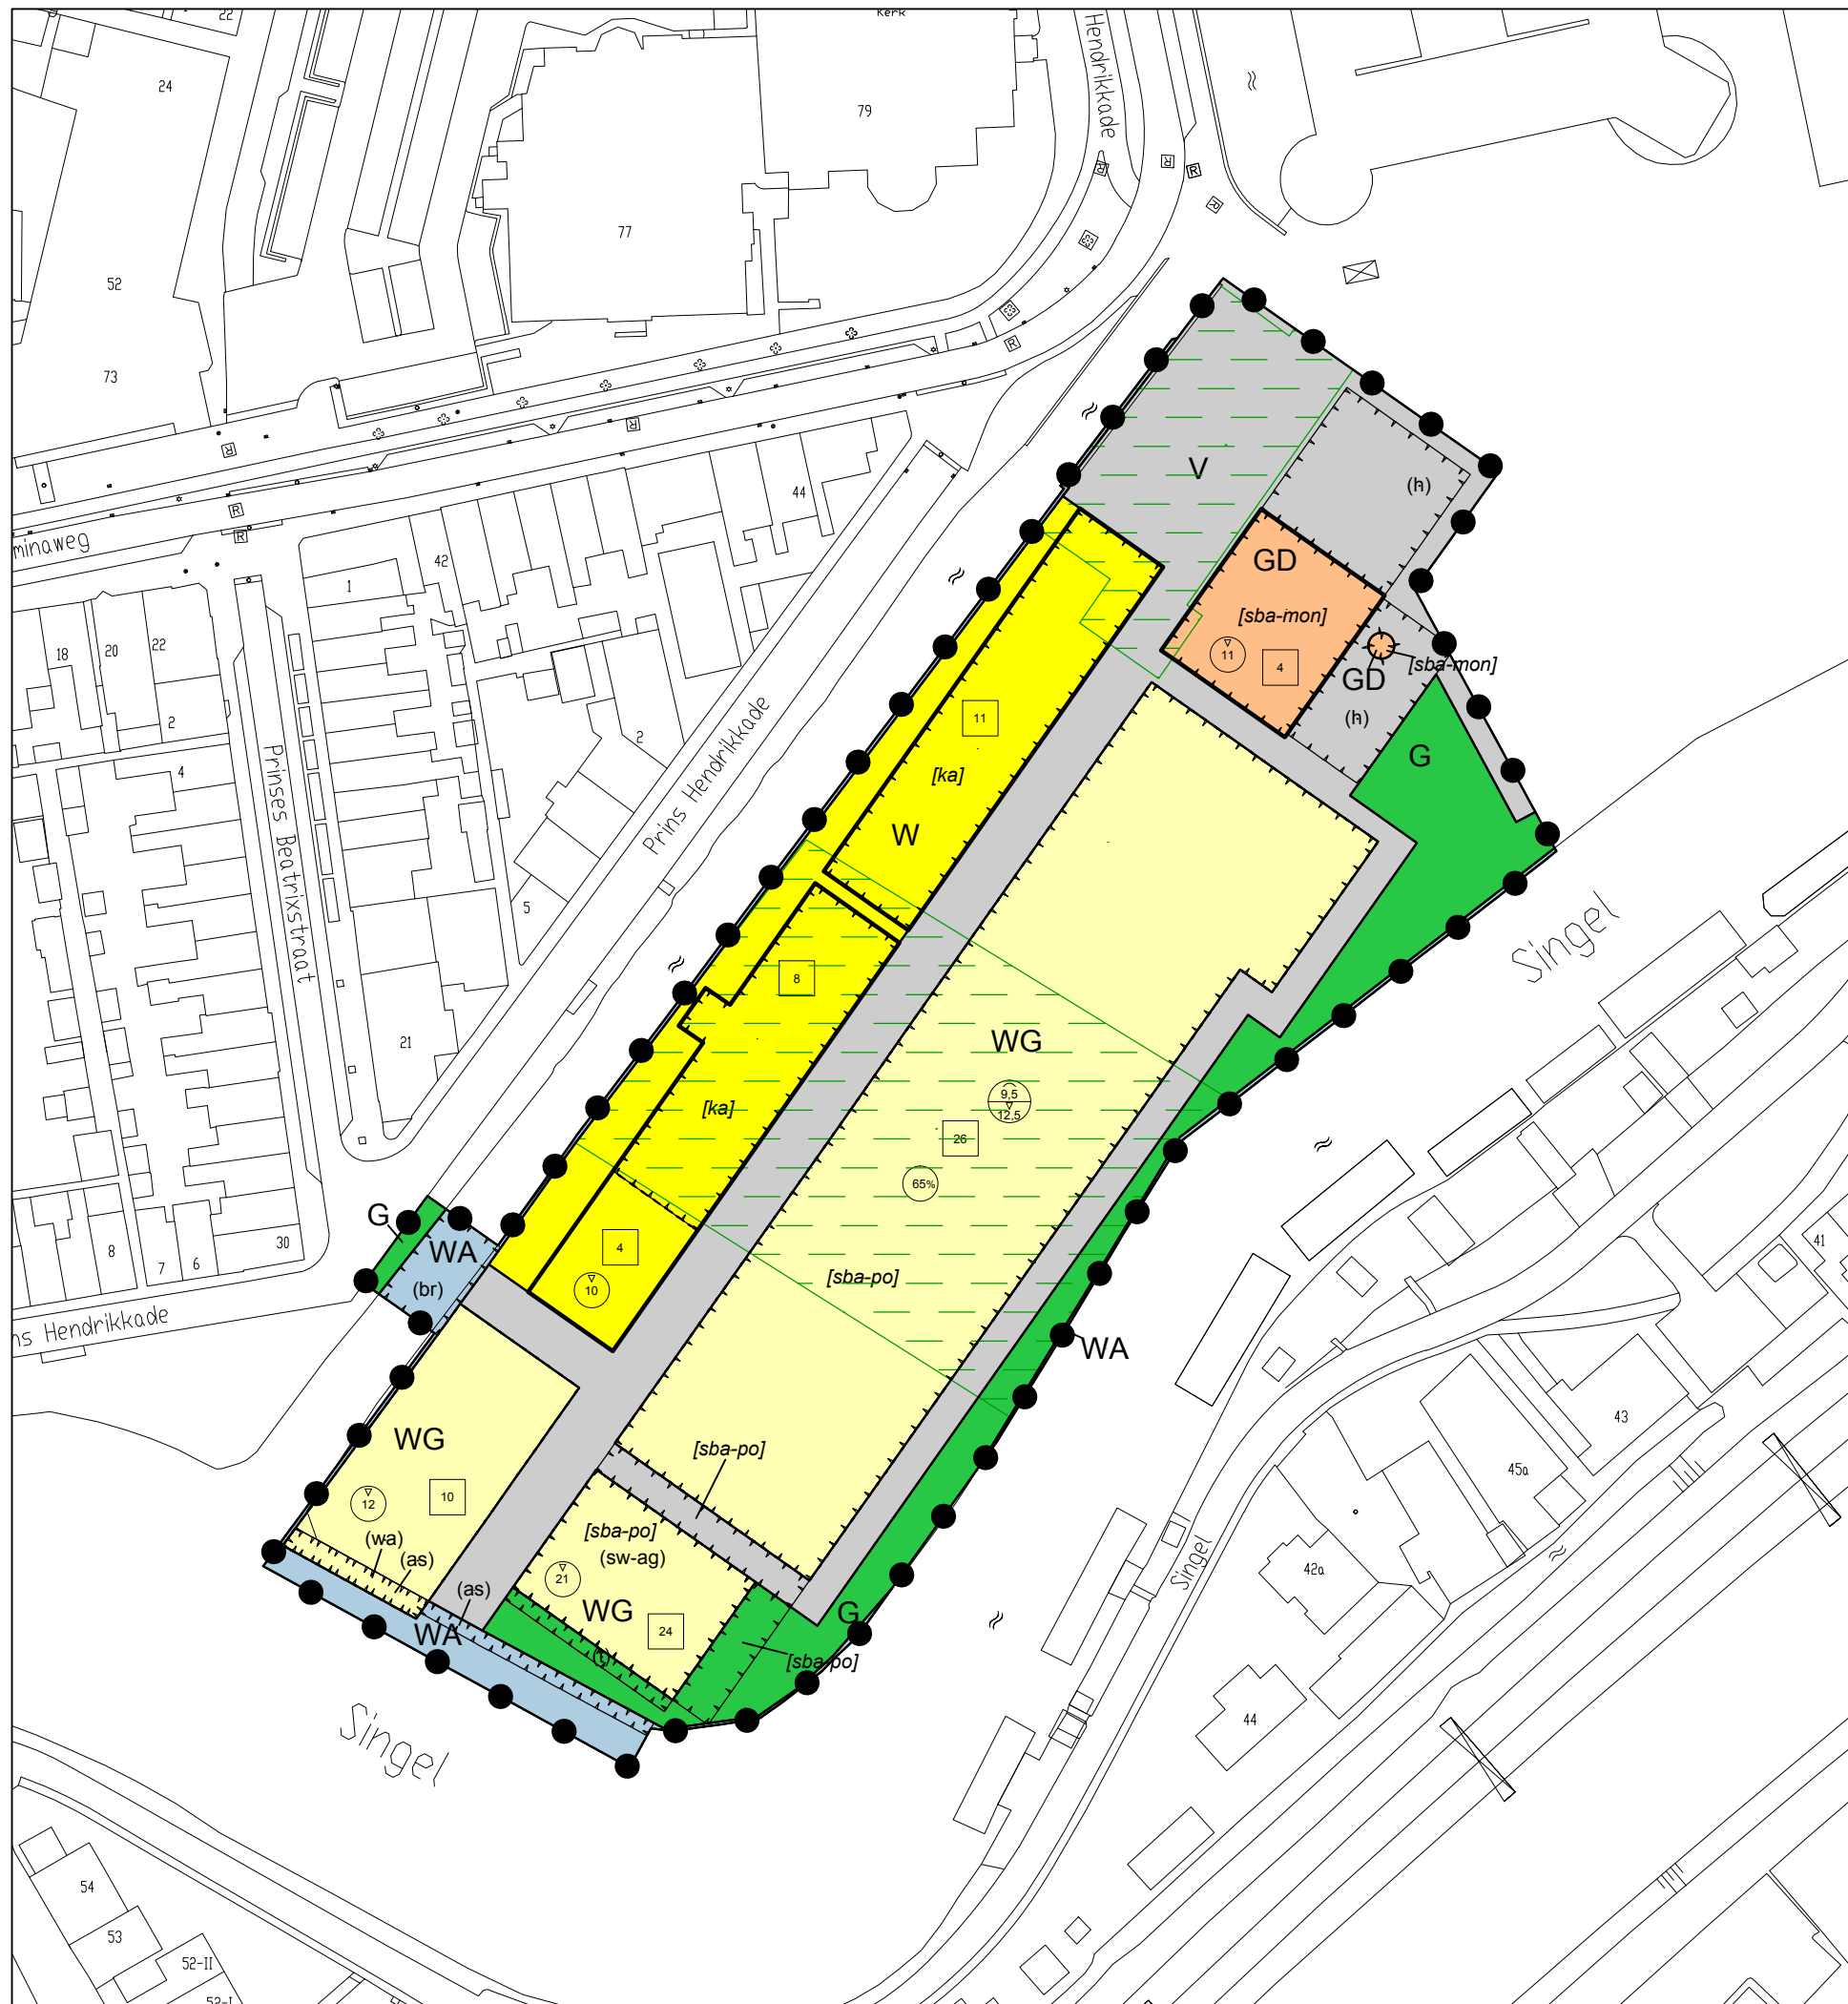 Kerk
22
24
79
Hendrikkade
77
52
73
R
R
R
R
R
R
R
R
R
44
minaweg
42
1
V
(h)
GD
[sba-mon]
11
4
[sba-mon]
GD
(h)
G
18
20
22
2
2
4
Prinses Beatrixstraat
Prins Hendrikkade
11
[ka]
W
5
8
Singel
21
WG
9,5
12,5
26
65%
[ka]
G
WA
(br)
8
7
6
30
4
10
[sba-po]
41
ns Hendrikkade
WA
43
WG
12
10
[sba-po]
45a
[sba-po]
(sw-ag)
(wa)
(as)
(as)
21
WG
24
G
WA
(t)
[sba-po]
Singel
42a
Singel
44
54
53
52-II
52-I